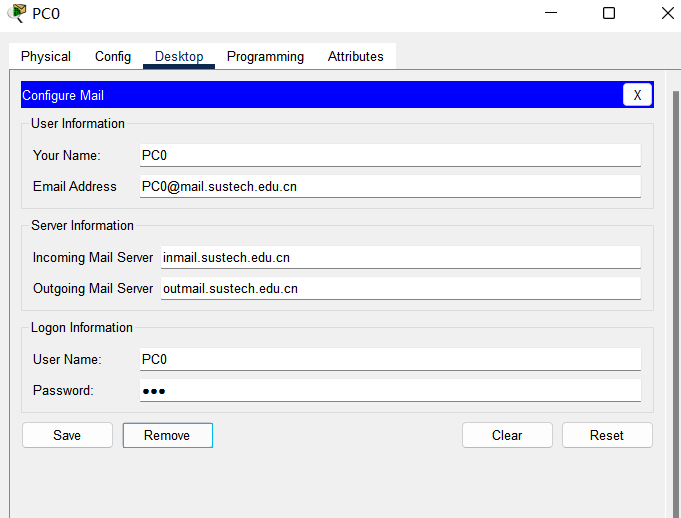 PC0
Physical Config Desktop Programming Attributes
Configure Mail X
User Information
Your Name: PC0
Email Address PC0@mail.sustech.edu.cn
Server Information
Incoming Mail Server inmail.sustech.edu.cn
Outgoing Mail Server outmail.sustech.edu.cn
Logon Information
User Name: PC0
Password: ●●●
Save Remove Clear Reset